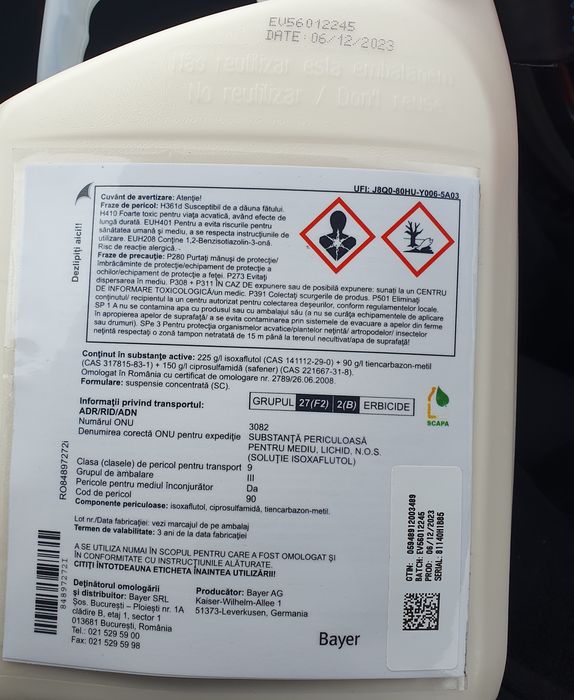 EV56012245
DATE: 06/12/2023
Não reutilizar esta embalagem
No reutilizar / Don't reuse
UFI: J8Q0-80HU-Y006-5A03
Dezlipiți aici!!
Cuvânt de avertizare: Atenție!
Fraze de pericol: H361d Susceptibil de a dăuna fătului.
H410 Foarte toxic pentru viața acvatică, având efecte de
lungă durată. EUH401 Pentru a evita riscurile pentru
sănătatea umană și mediu, a se respecta instrucțiunile de
utilizare. EUH208 Conține 1,2-Benzisotiazolin-3-onă.
Risc de reacție alergică.
Fraze de precauție: P280 Purtați mănuși de protecție/
îmbrăcăminte de protecție/echipament de protecție a
ochilor/echipament de protecție a feței. P273 Evitați
dispersarea în mediu. P308 + P311 ÎN CAZ DE expunere sau de posibilă expunere: sunați la un CENTRU
DE INFORMARE TOXICOLOGICĂ/un medic. P391 Colectați scurgerile de produs. P501 Eliminați
conținutul/ recipientul la un centru autorizat pentru colectarea deșeurilor, conform regulamentelor locale.
SP 1 A nu se contamina apa cu produsul sau cu ambalajul său (a nu se curăța echipamentele de aplicare
în apropierea apelor de suprafață/ a se evita contaminarea prin sistemele de evacuare a apelor din ferme
sau drumuri). SPe 3 Pentru protecția organismelor acvatice/plantelor nețintă/ artropodelor/ insectelor
nețintă respectați o zonă tampon netratată de 15 m până la terenul necultivat/apa de suprafață!
Conținut în substanțe active: 225 g/l isoxaflutol (CAS 141112-29-0) + 90 g/l tiencarbazon-metil
(CAS 317815-83-1) + 150 g/l ciprosulfamidă (safener) (CAS 221667-31-8).
Omologat în România cu certificat de omologare nr. 2789/26.06.2008.
Formulare: suspensie concentrată (SC).
GRUPUL 27(F2) 2(B) ERBICIDE
SCAPA
Informații privind transportul:
ADR/RID/ADN
Numărul ONU 3082
Denumirea corectă ONU pentru expediție SUBSTANȚĂ PERICULOASĂ
PENTRU MEDIU, LICHID, N.O.S.
(SOLUȚIE ISOXAFLUTOL)
Clasa (clasele) de pericol pentru transport 9
Grupul de ambalare III
Pericole pentru mediul înconjurător Da
Cod de pericol 90
Componente periculoase: isoxaflutol, ciprosulfamidă, tiencarbazon-metil.
Lot nr./Data fabricației: vezi marcajul de pe ambalaj
Termen de valabilitate: 3 ani de la data fabricației
A SE UTILIZA NUMAI ÎN SCOPUL PENTRU CARE A FOST OMOLOGAT ȘI
ÎN CONFORMITATE CU INSTRUCȚIUNILE ALĂTURATE.
CITIȚI ÎNTOTDEAUNA ETICHETA ÎNAINTEA UTILIZĂRII!
Deținătorul omologării
și distribuitor: Bayer SRL
Șos. București – Ploiești nr. 1A
clădire B, etaj 1, sector 1
013681 București, România
Tel.: 021 529 59 00
Fax: 021 529 59 98
Producător: Bayer AG
Kaiser-Wilhelm-Allee 1
51373-Leverkusen, Germania
Bayer
RO84897272i
84897272I
GTIN: 05948912003489
BATCH: EV56012245
PROD: 06/12/2023
SERIAL: 81140H1B85